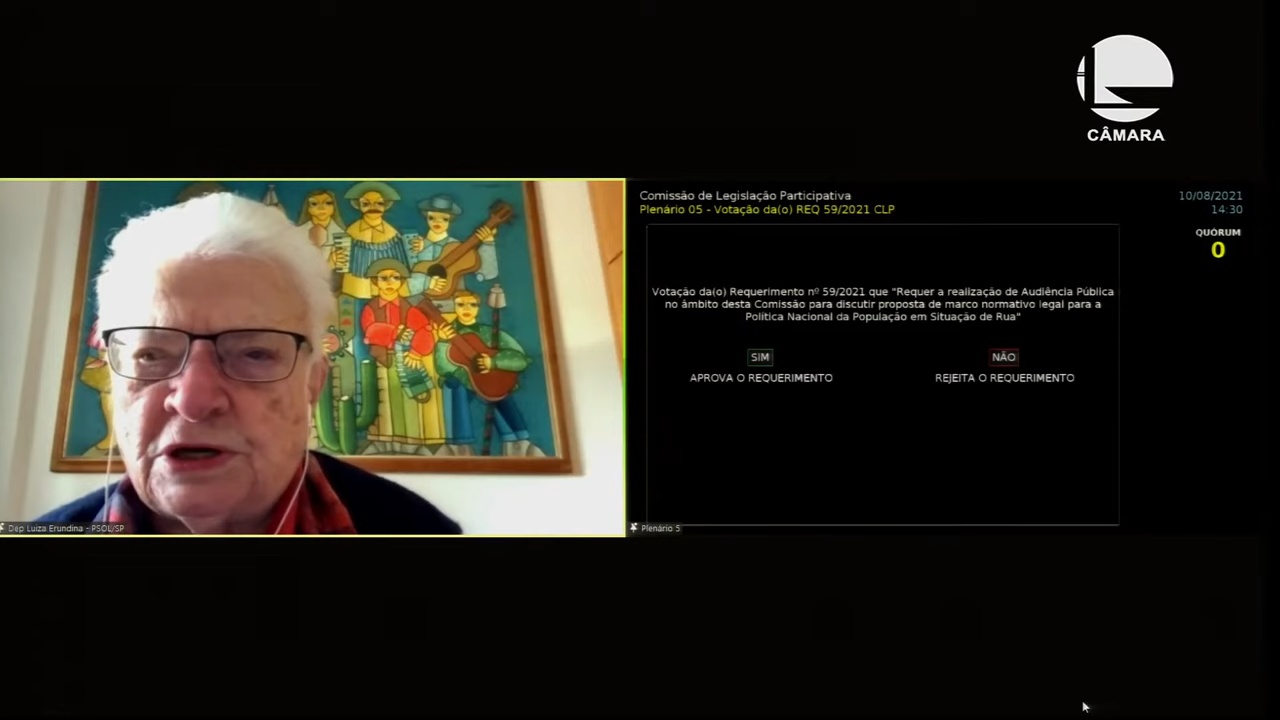 CÂMARA
Comissão de Legislação Participativa
10/08/2021
Plenário 05 - Votação da(o) REQ 59/2021 CLP
14:30
QUÓRUM
0
Votação da(o) Requerimento nº 59/2021 que "Requer a realização de Audiência Pública
no âmbito desta Comissão para discutir proposta de marco normativo legal para a
Política Nacional da População em Situação de Rua"
SIM
NÃO
APROVA O REQUERIMENTO
REJEITA O REQUERIMENTO
Dep Luiza Erundina - PSOL/SP
Plenário 5